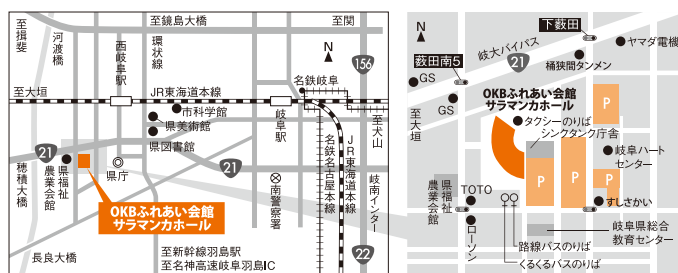 至揖斐
河渡橋
至鏡島大橋
西岐阜駅
環状線
至関
N
156
名鉄岐阜
至大垣
JR東海道本線
市科学館
県美術館
県図書館
岐阜駅
至犬山
21
県福祉
農業会館
県庁
21
南警察署
名鉄名古屋本線
JR東海道本線
岐南インター
穂積大橋
OKBふれあい会館
サラマンカホール
長良大橋
至新幹線羽島駅
至名神高速岐阜羽島IC
22
N
下薮田
ヤマダ電機
薮田南5
岐大バイパス
21
桶狭間タンメン
GS
GS
OKBふれあい会館
サラマンカホール
至大垣
タクシーのりば
シンクタンク庁舎
P
P
P
P
岐阜ハート
センター
県福祉
農業会館
TOTO
すしさかい
ローソン
岐阜県総合
教育センター
路線バスのりば
くるくるバスのりば